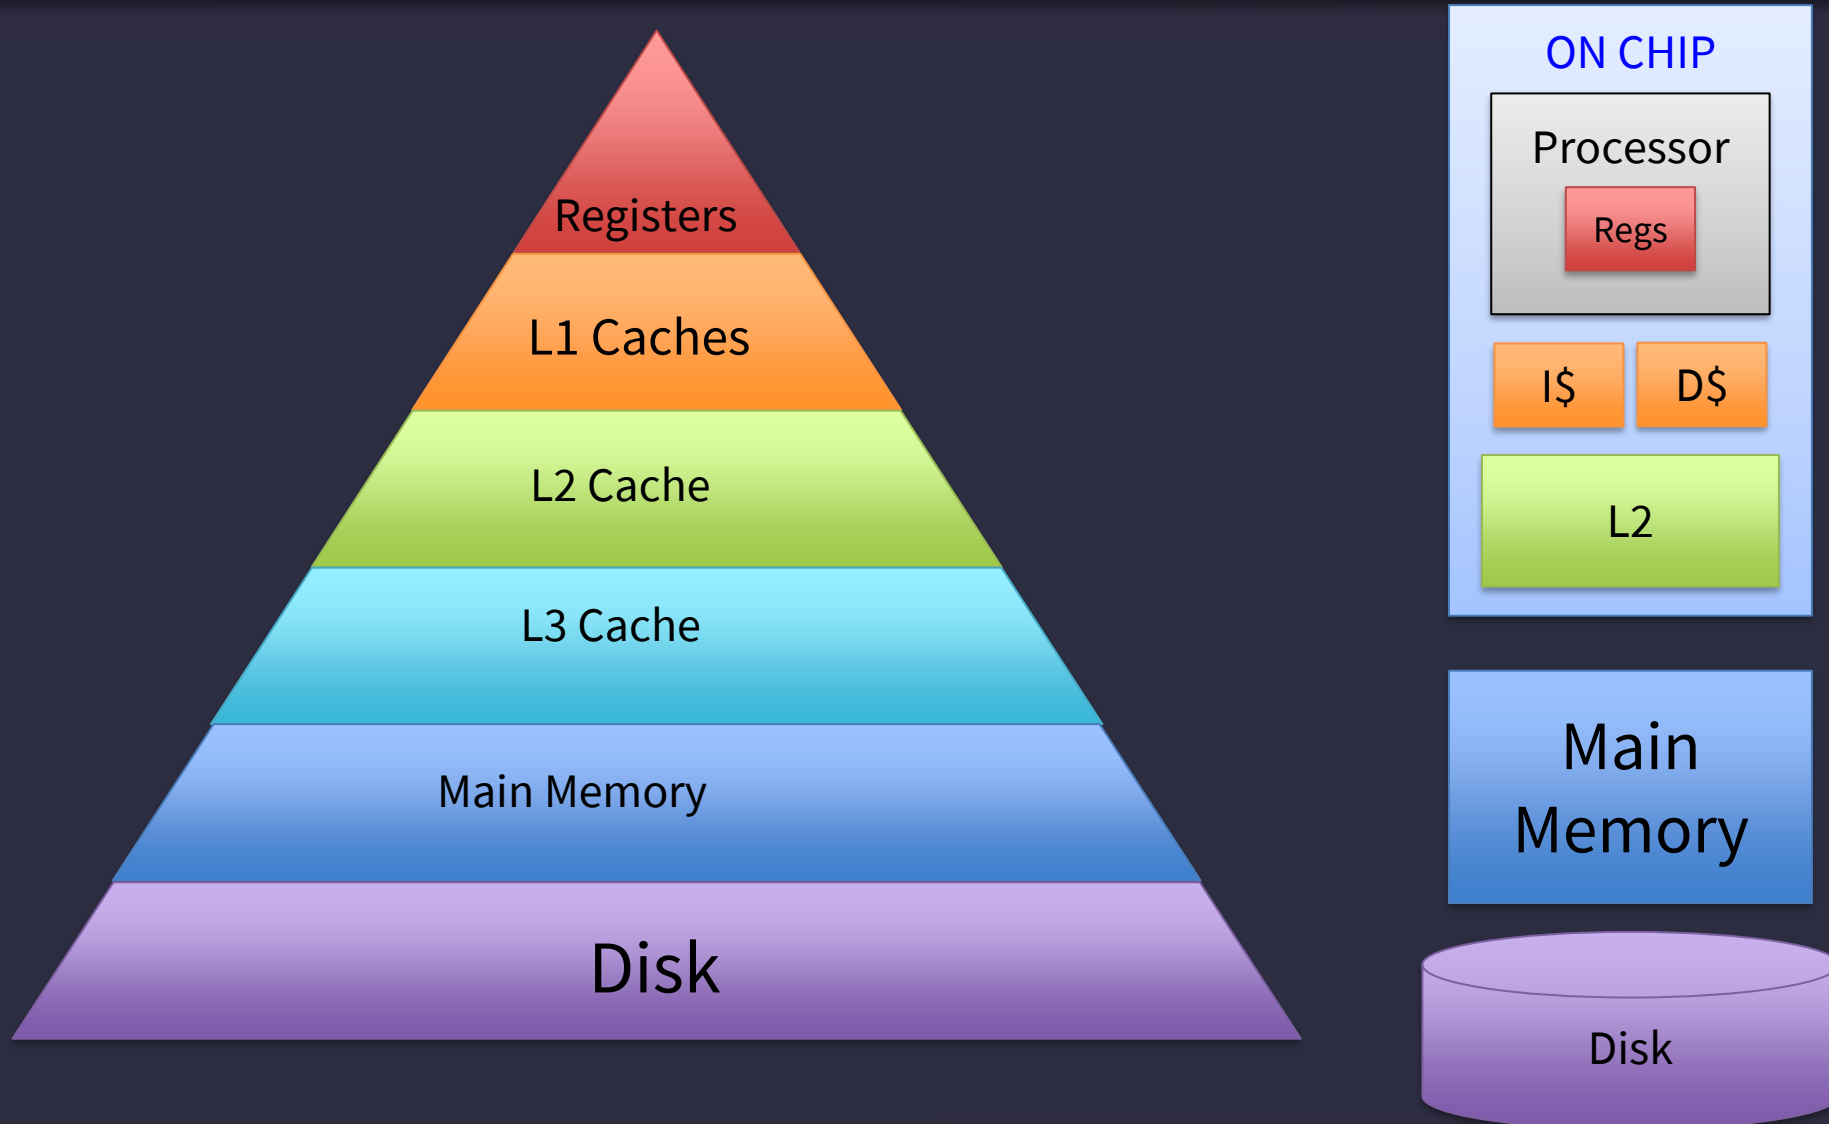 Registers
L1 Caches
L2 Cache
L3 Cache
Main Memory
Disk
ON CHIP
Processor
Regs
I$
D$
L2
Main
Memory
Disk